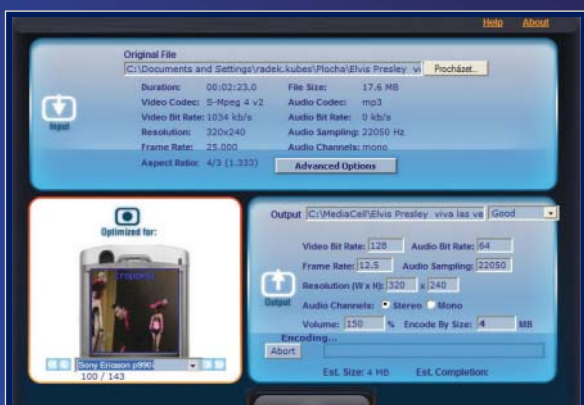 Help About
Original File
C:\Documents and Settings\radek.kubes\Plocha\Elvis Presley vi Procházet...
Duration: 00:02:23.0 File Size: 17.6 MB
Video Codec: S-Mpeg 4 v2 Audio Codec: mp3
Video Bit Rate: 1034 kb/s Audio Bit Rate: 0 kb/s
Resolution: 320x240 Audio Sampling: 22050 Hz
Frame Rate: 25.000 Audio Channels: mono
Aspect Ratio: 4/3 (1.333) Advanced Options
Input
Optimized for:
Sony Ericsson p990i
100 / 143
Output C:\MediaCell\Elvis Presley viva las ve Good
Video Bit Rate: 128 Audio Bit Rate: 64
Frame Rate: 12.5 Audio Sampling: 22050
Resolution (W x H): 320 x 240
Output
Audio Channels: Stereo Mono
Volume: 150 % Encode By Size: 4 MB
Encoding...
Abort
Est. Size: 4 MB Est. Completion: